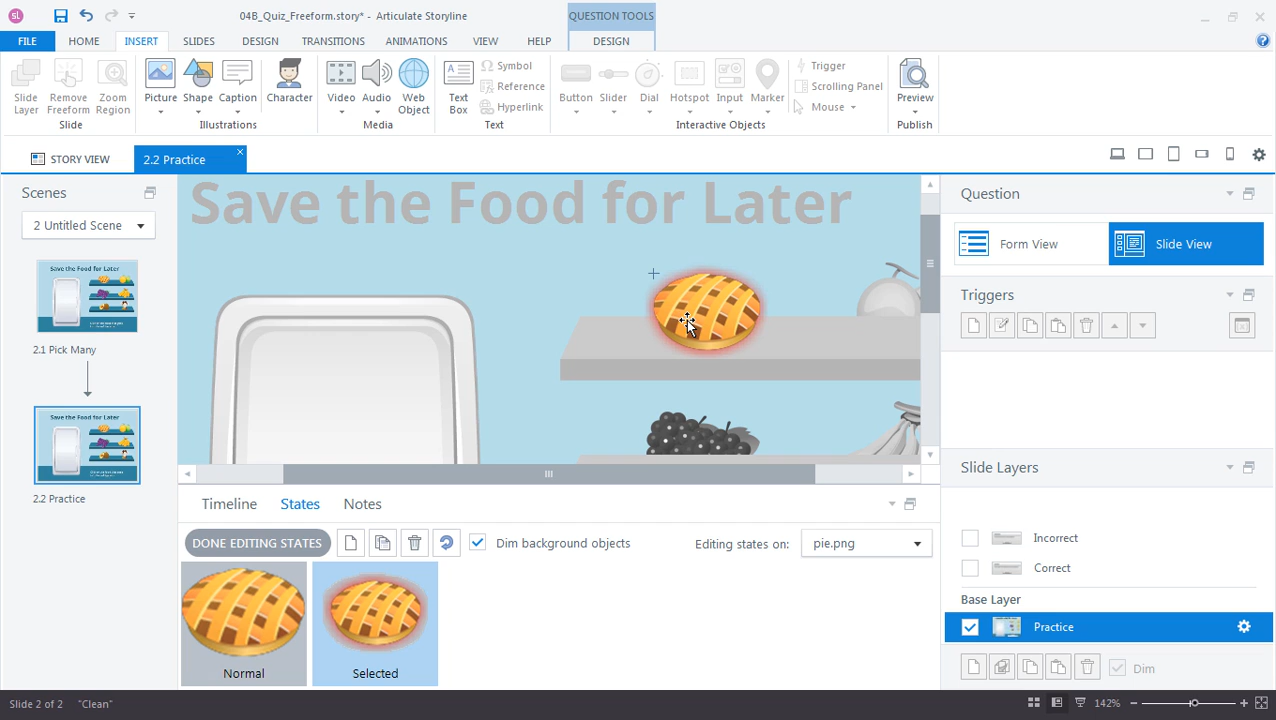 sl
04B_Quiz_Freeform.story* - Articulate Storyline
QUESTION TOOLS
FILE
HOME
INSERT
SLIDES
DESIGN
TRANSITIONS
ANIMATIONS
VIEW
HELP
DESIGN
Slide Layer
Remove Freeform
Zoom Region
Slide
Picture
Shape
Caption
Character
Illustrations
Video
Audio
Web Object
Media
Text Box
Symbol
Reference
Hyperlink
Text
Button
Slider
Dial
Hotspot
Input
Marker
Trigger
Scrolling Panel
Mouse
Interactive Objects
Preview
Publish
STORY VIEW
2.2 Practice
Scenes
2 Untitled Scene
Save the Food for Later
2.1 Pick Many
Save the Food for Later
2.2 Practice
Save the Food for Later
Timeline
States
Notes
DONE EDITING STATES
Dim background objects
Editing states on:
pie.png
Normal
Selected
Question
Form View
Slide View
Triggers
Slide Layers
Incorrect
Correct
Base Layer
Practice
Dim
Slide 2 of 2
"Clean"
142%